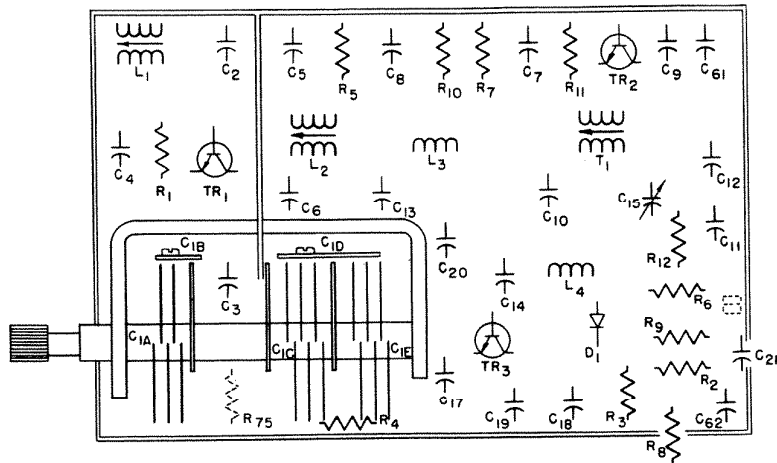 L1
C2
C5
R5
C8
R10
R7
C7
R11
TR2
C9
C61
C4
R1
TR1
L2
L3
T1
C6
C13
C10
C15
C12
C11
R12
C1B
C1D
C3
C20
C14
L4
R6
C1A
C1C
C1E
TR3
D1
R9
R2
C21
R75
R4
C17
C19
C18
R3
C62
R8